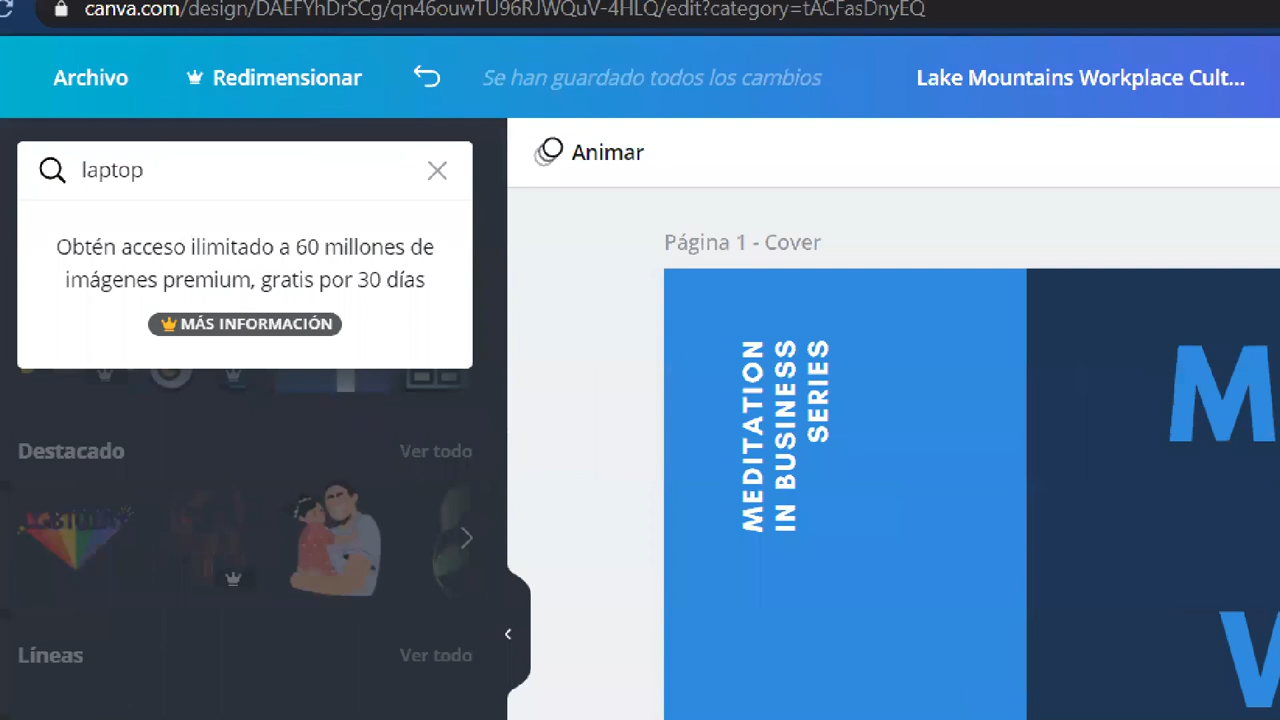 canva.com/design/DAEFYhDrSCg/qn46ouwTU96RJWQuV-4HLQ/edit?category=tACFasDnyEQ
Archivo
Redimensionar
Se han guardado todos los cambios
Lake Mountains Workplace Cult...
laptop
Animar
Obtén acceso ilimitado a 60 millones de
imágenes premium, gratis por 30 días
MÁS INFORMACIÓN
Página 1 - Cover
MEDITATION
IN BUSINESS
SERIES
M
W
Destacado
Ver todo
Líneas
Ver todo